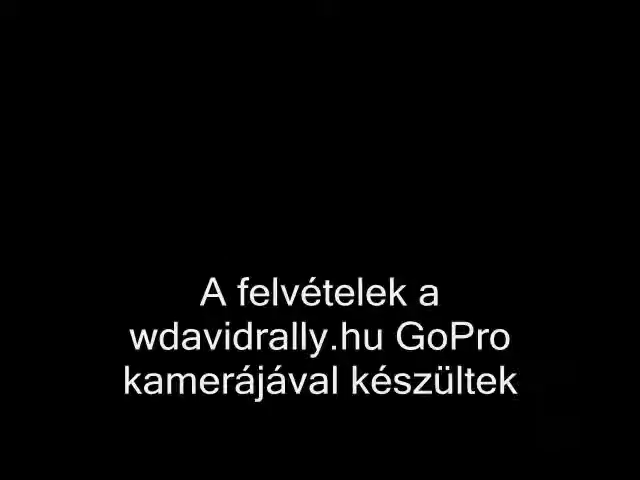 A felvételek a
wdavidrally.hu GoPro
kamerájával készültek